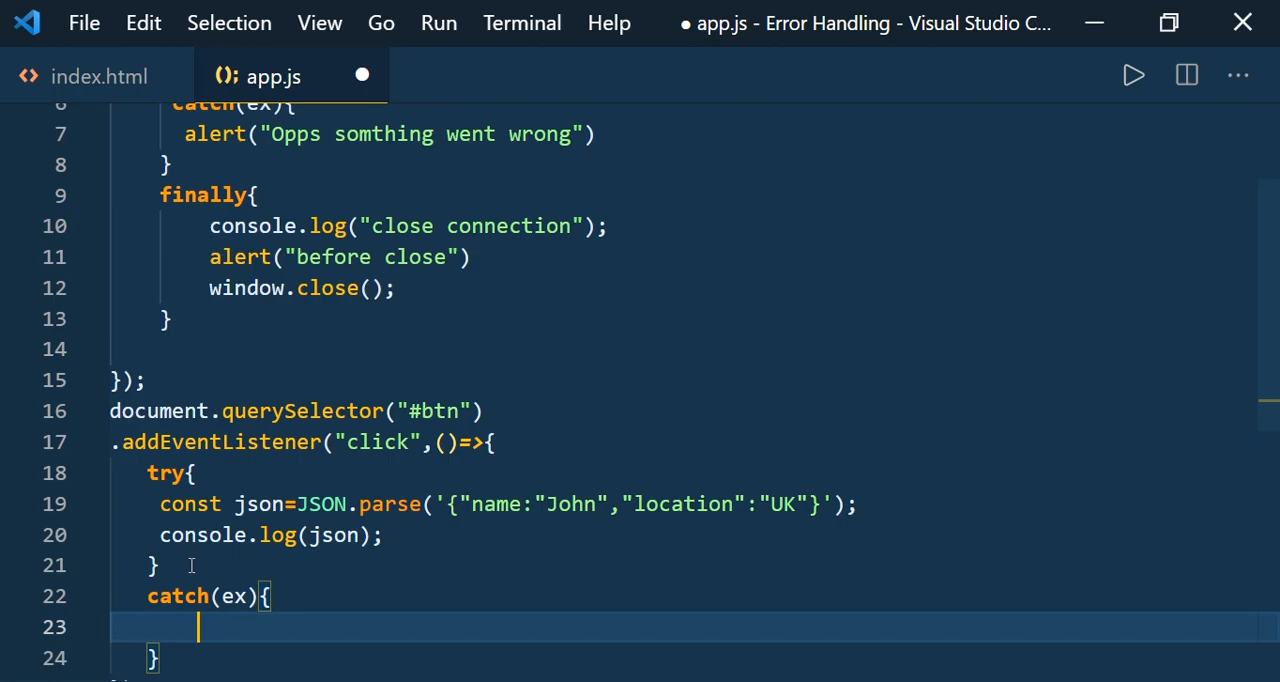 File Edit Selection View Go Run Terminal Help ● app.js - Error Handling - Visual Studio C...
index.html (); app.js
6 catch(ex){
7 alert("Opps somthing went wrong")
8 }
9 finally{
10 console.log("close connection");
11 alert("before close")
12 window.close();
13 }
14
15 });
16 document.querySelector("#btn")
17 .addEventListener("click",()=>{
18 try{
19 const json=JSON.parse('{"name:"John","location":"UK"}');
20 console.log(json);
21 }
22 catch(ex){
23
24 }